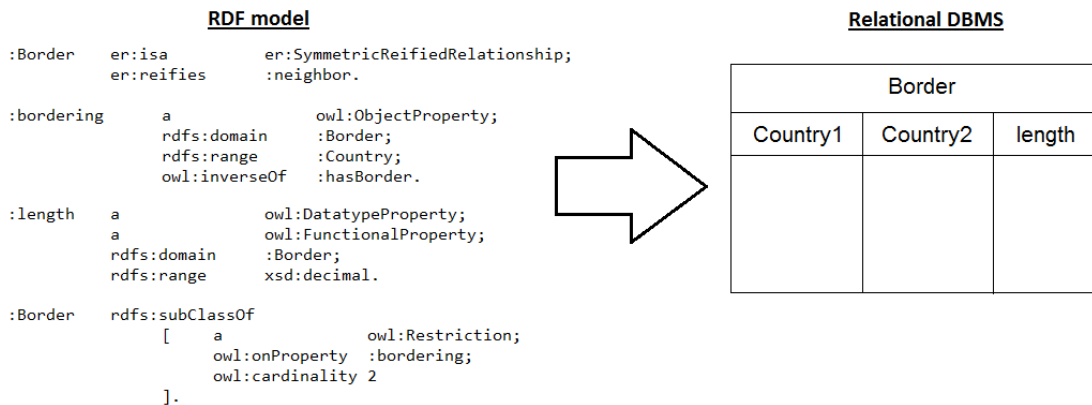 RDF model
:Border er:isa er:SymmetricReifiedRelationship;
er:reifies :neighbor.
:bordering a owl:ObjectProperty;
rdfs:domain :Border;
rdfs:range :Country;
owl:inverseOf :hasBorder.
:length a owl:DatatypeProperty;
a owl:FunctionalProperty;
rdfs:domain :Border;
rdfs:range xsd:decimal.
:Border rdfs:subClassOf
[ a owl:Restriction;
owl:onProperty :bordering;
owl:cardinality 2
].
Relational DBMS
Border
Country1 Country2 length